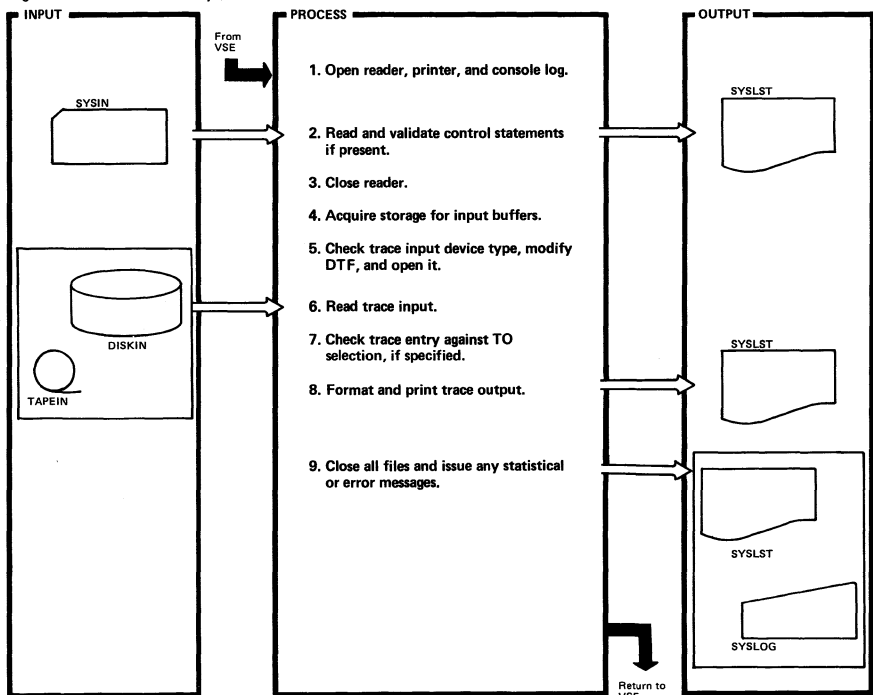 INPUT
PROCESS
OUTPUT
From
VSE
1. Open reader, printer, and console log.
SYSIN
SYSLST
2. Read and validate control statements
if present.
3. Close reader.
4. Acquire storage for input buffers.
5. Check trace input device type, modify
DTF, and open it.
6. Read trace input.
DISKIN
TAPEIN
7. Check trace entry against TO
selection, if specified.
SYSLST
8. Format and print trace output.
9. Close all files and issue any statistical
or error messages.
SYSLST
SYSLOG
Return to
VSE